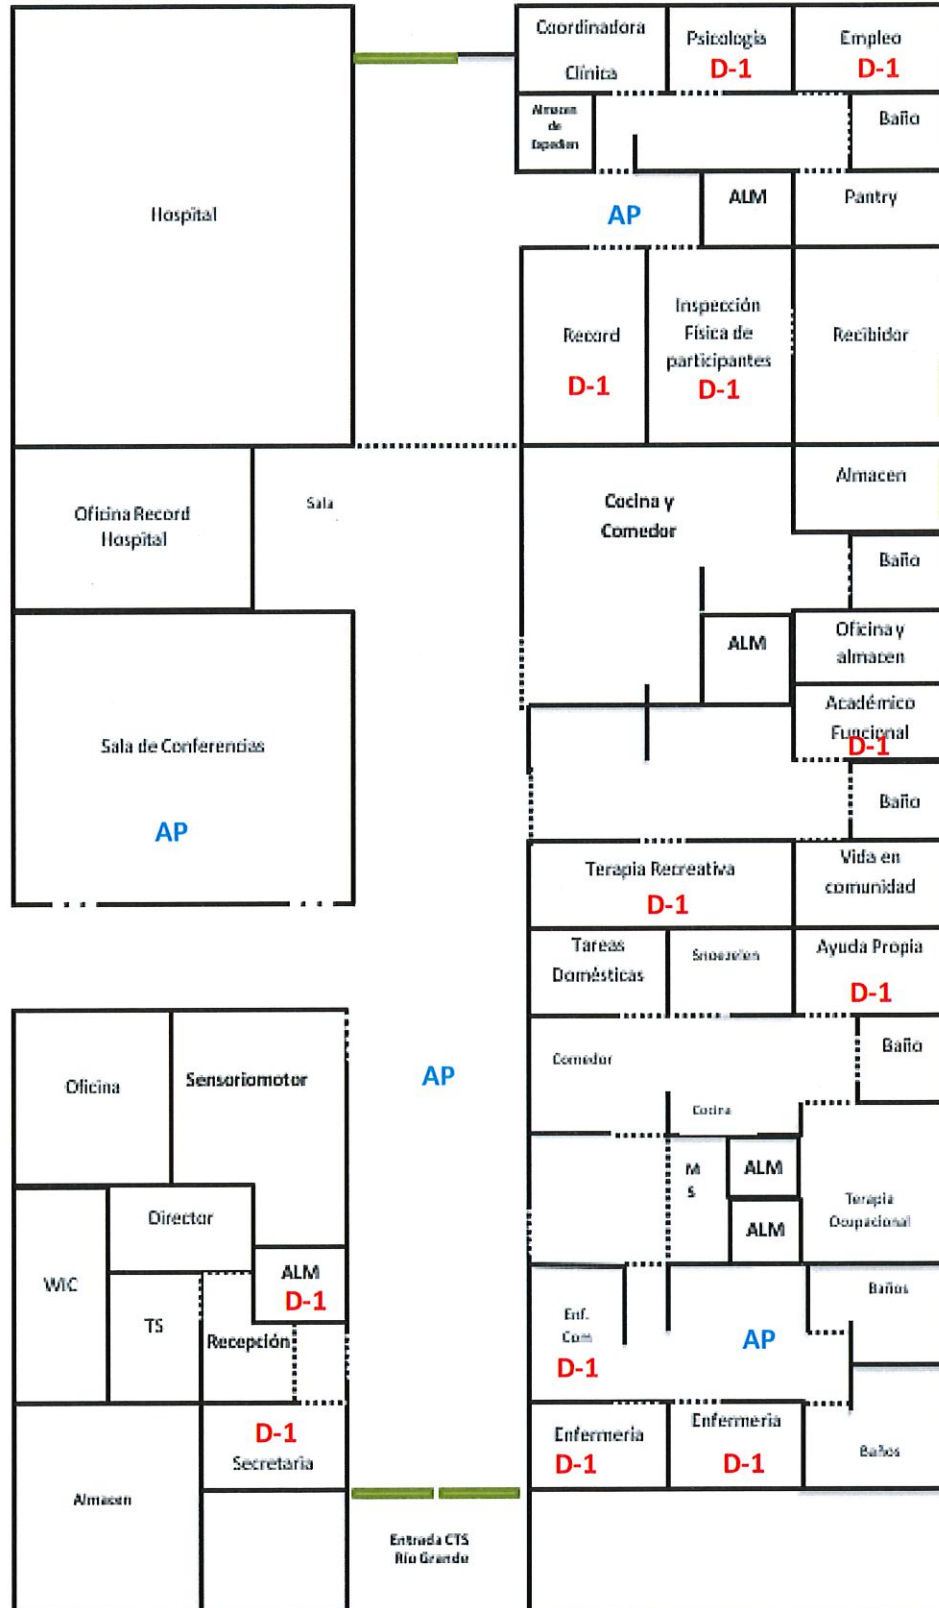 Coordinadora
Clínica
Psicología
D-1
Empleo
D-1
Almacen
de
Expedien
Baño
Hospital
AP
ALM
Pantry
Record
D-1
Inspección
Física de
participantes
D-1
Recibidor
Oficina Record
Hospital
Sala
Cocina y
Comedor
Almacen
Baño
ALM
Oficina y
almacen
Sala de Conferencias
AP
Académico
Funcional
D-1
Baño
Terapia Recreativa
D-1
Vida en
comunidad
Tareas
Domésticas
Snoezelen
Ayuda Propia
D-1
Oficina
Sensoriomotor
AP
Comedor
Cocina
Baño
M
S
ALM
ALM
Terapia
Ocupacional
Director
WIC
TS
ALM
D-1
Recepción
Enf.
Com
D-1
AP
Baños
D-1
Secretaria
Enfermeria
D-1
Enfermeria
D-1
Baños
Almacen
Entrada CTS
Río Grande